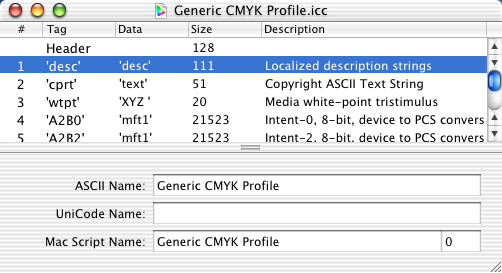 Generic CMYK Profile.icc
# Tag Data Size Description
Header 128
1 'desc' 'desc' 111 Localized description strings
2 'cprt' 'text' 51 Copyright ASCII Text String
3 'wtpt' 'XYZ ' 20 Media white-point tristimulus
4 'A2B0' 'mft1' 21523 Intent-0, 8-bit, device to PCS convers
5 'A2B2' 'mft1' 21523 Intent-2, 8-bit, device to PCS convers
ASCII Name: Generic CMYK Profile
UniCode Name:
Mac Script Name: Generic CMYK Profile 0